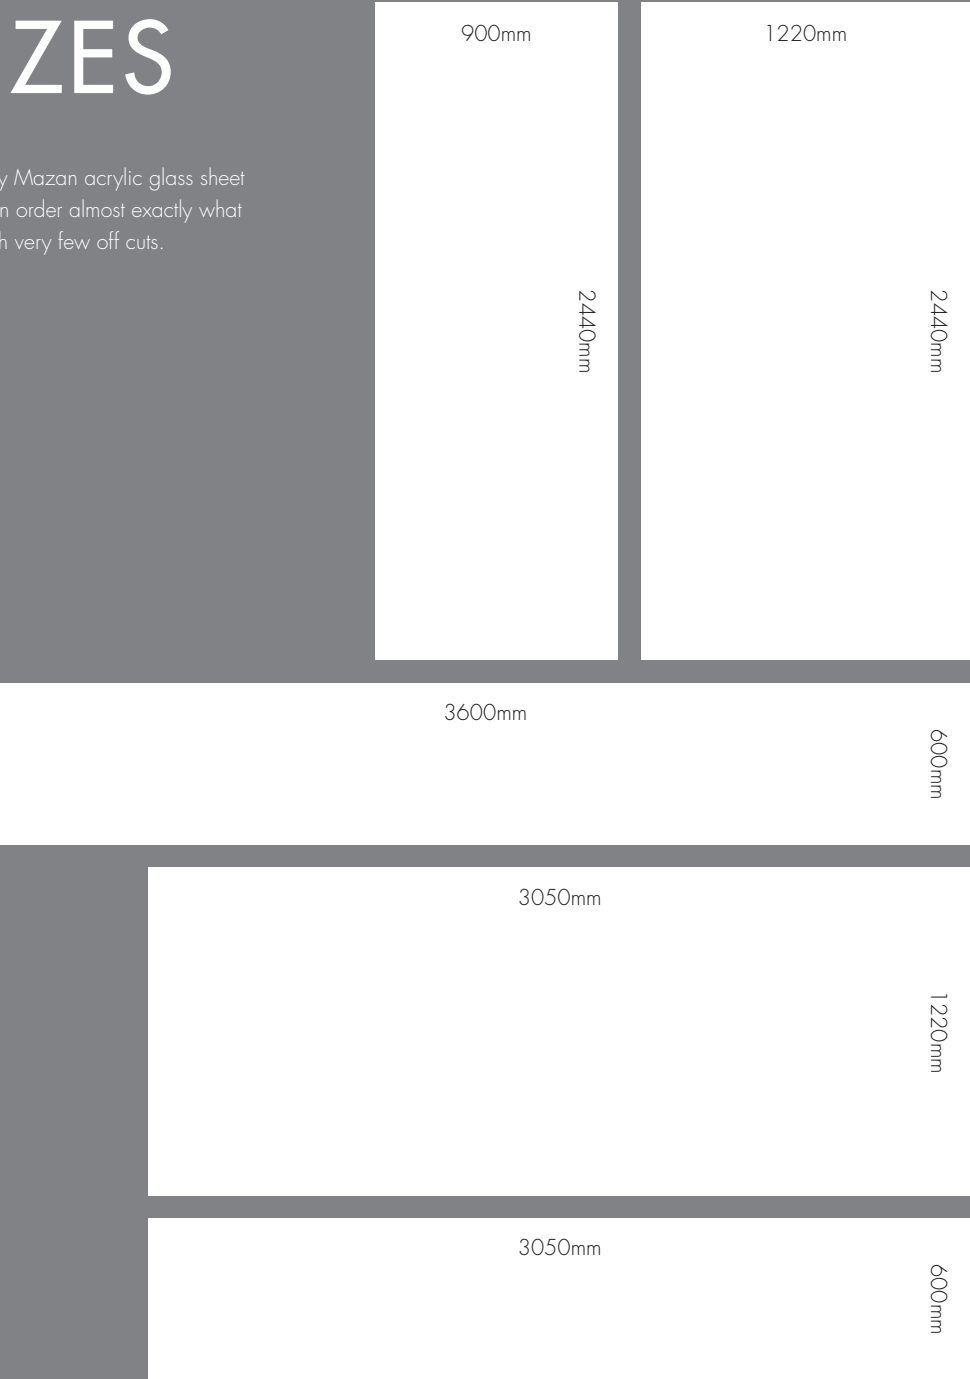 ZES
y Mazan acrylic glass sheet
n order almost exactly what
h very few off cuts.
900mm
2440mm
1220mm
2440mm
3600mm
600mm
3050mm
1220mm
3050mm
600mm